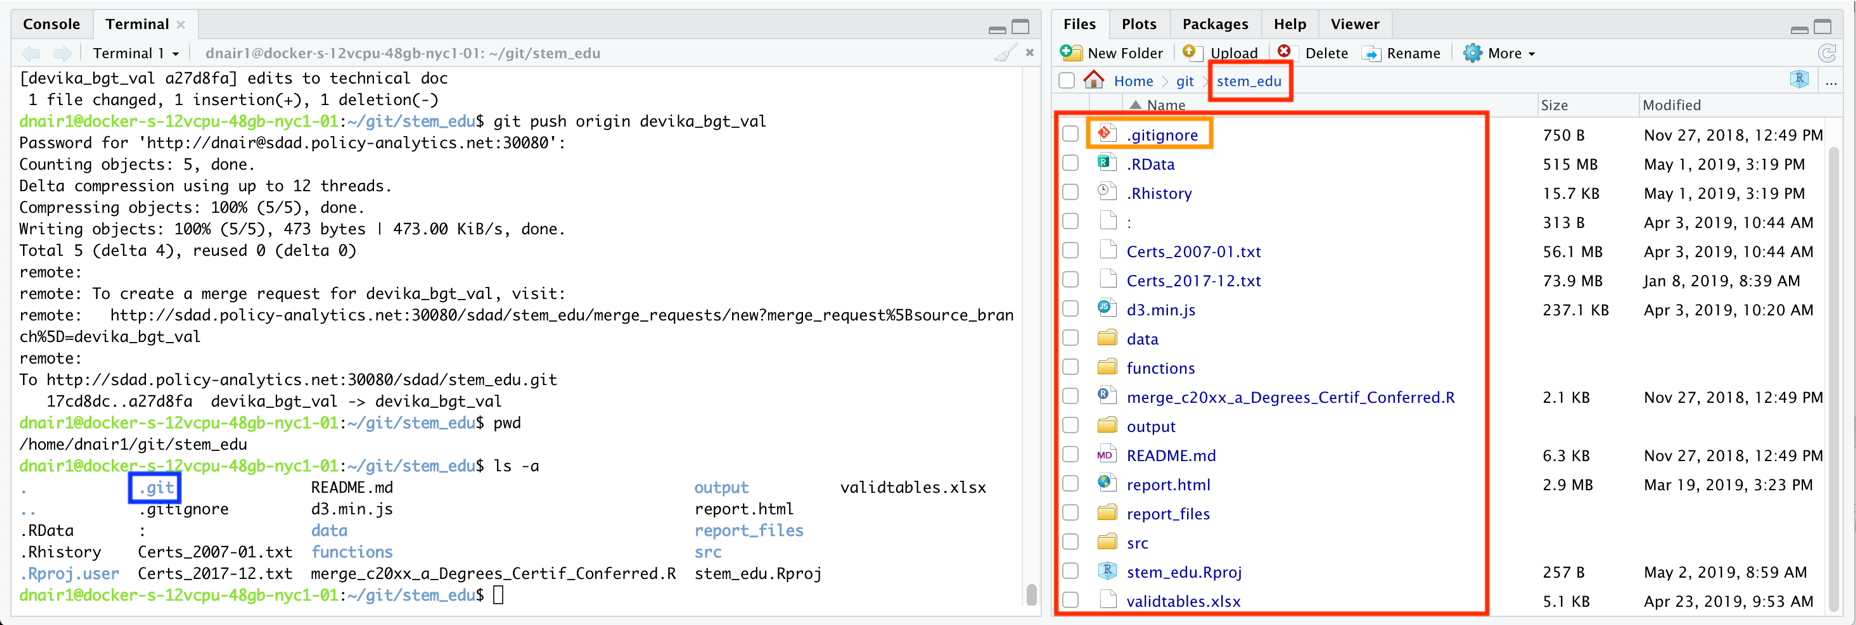 Console Terminal
Terminal 1 dnair1@docker-s-12vcpu-48gb-nyc1-01: ~/git/stem_edu
[devika_bgt_val a27d8fa] edits to technical doc
1 file changed, 1 insertion(+), 1 deletion(-)
dnair1@docker-s-12vcpu-48gb-nyc1-01:~/git/stem_edu$ git push origin devika_bgt_val
Password for 'http://dnair@sdad.policy-analytics.net:30080':
Counting objects: 5, done.
Delta compression using up to 12 threads.
Compressing objects: 100% (5/5), done.
Writing objects: 100% (5/5), 473 bytes | 473.00 KiB/s, done.
Total 5 (delta 4), reused 0 (delta 0)
remote:
remote: To create a merge request for devika_bgt_val, visit:
remote:   http://sdad.policy-analytics.net:30080/sdad/stem_edu/merge_requests/new?merge_request%5Bsource_bran
ch%5D=devika_bgt_val
remote:
To http://sdad.policy-analytics.net:30080/sdad/stem_edu.git
17cd8dc..a27d8fa  devika_bgt_val -> devika_bgt_val
dnair1@docker-s-12vcpu-48gb-nyc1-01:~/git/stem_edu$ pwd
/home/dnair1/git/stem_edu
dnair1@docker-s-12vcpu-48gb-nyc1-01:~/git/stem_edu$ ls -a
. .git README.md output validtables.xlsx
.. .gitignore d3.min.js report.html
.RData : data report_files
.Rhistory Certs_2007-01.txt functions src
.Rproj.user Certs_2017-12.txt merge_c20xx_a_Degrees_Certif_Conferred.R stem_edu.Rproj
dnair1@docker-s-12vcpu-48gb-nyc1-01:~/git/stem_edu$
Files Plots Packages Help Viewer
New Folder Upload Delete Rename More
Home git stem_edu R ...
Name Size Modified
.gitignore 750 B Nov 27, 2018, 12:49 PM
.RData 515 MB May 1, 2019, 3:19 PM
.Rhistory 15.7 KB May 1, 2019, 3:19 PM
: 313 B Apr 3, 2019, 10:44 AM
Certs_2007-01.txt 56.1 MB Apr 3, 2019, 10:44 AM
Certs_2017-12.txt 73.9 MB Jan 8, 2019, 8:39 AM
d3.min.js 237.1 KB Apr 3, 2019, 10:20 AM
data
functions
merge_c20xx_a_Degrees_Certif_Conferred.R 2.1 KB Nov 27, 2018, 12:49 PM
output
MD README.md 6.3 KB Nov 27, 2018, 12:49 PM
report.html 2.9 MB Mar 19, 2019, 3:23 PM
report_files
src
stem_edu.Rproj 257 B May 2, 2019, 8:59 AM
validtables.xlsx 5.1 KB Apr 23, 2019, 9:53 AM